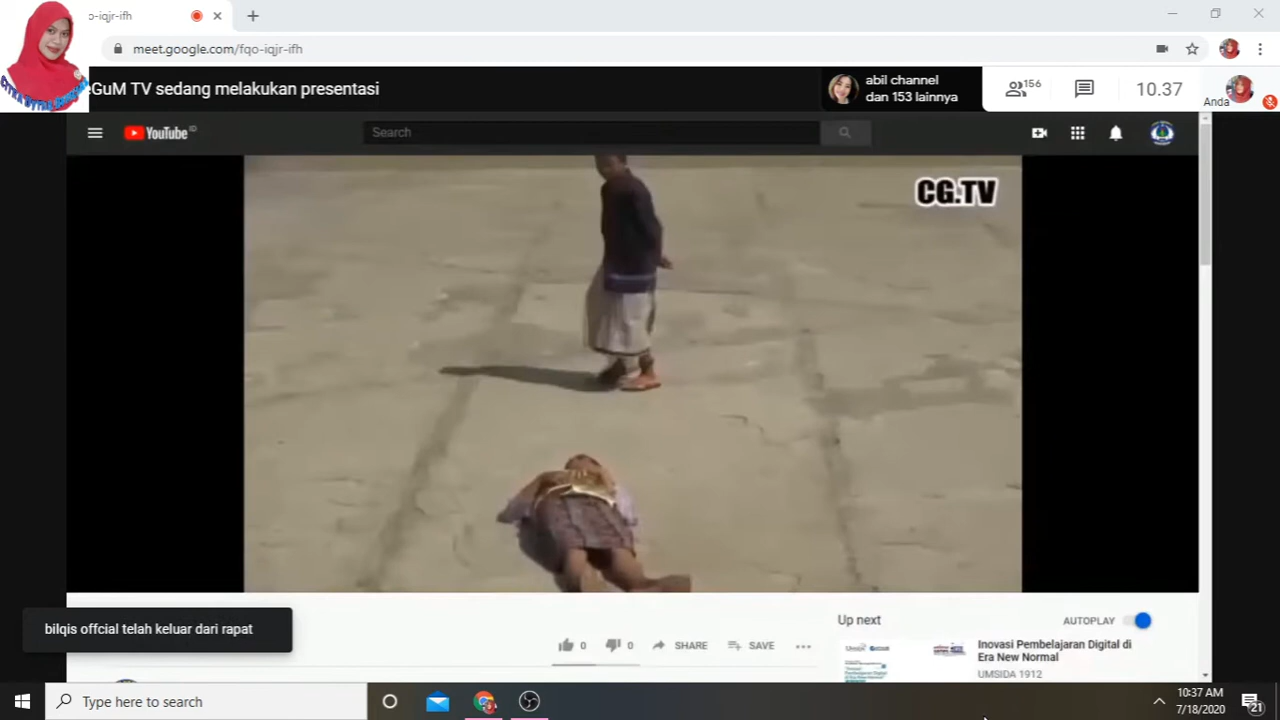 o-iqjr-ifh
meet.google.com/fqo-iqjr-ifh
GuM TV sedang melakukan presentasi
abil channel
dan 153 lainnya
156
10.37
Anda
YouTube ID
Search
CG.TV
bilqis offcial telah keluar dari rapat
0
0
SHARE
SAVE
Up next
AUTOPLAY
Inovasi Pembelajaran Digital di
Era New Normal
UMSIDA 1912
Type here to search
10:37 AM
7/18/2020
21